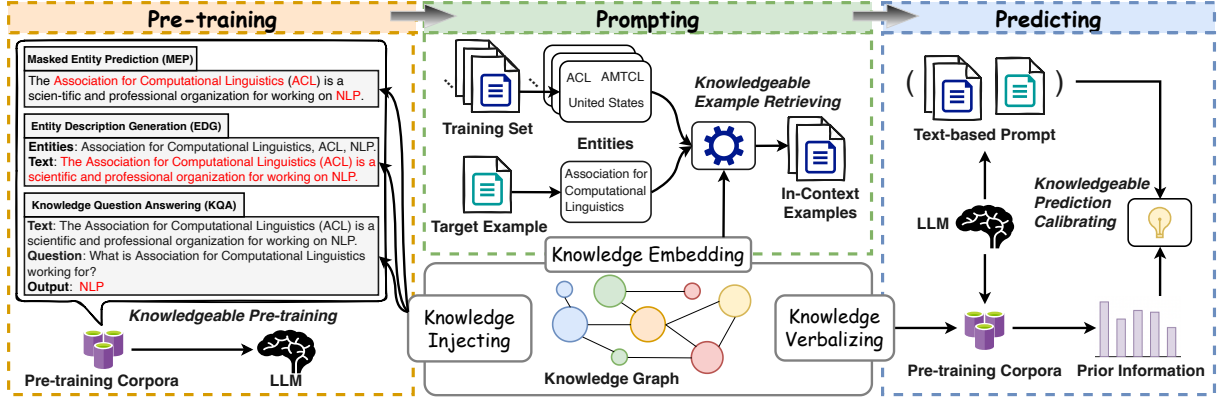 Pre-training
Masked Entity Prediction (MEP)
The Association for Computational Linguistics (ACL) is a
scien-tific and professional organization for working on NLP.
Entity Description Generation (EDG)
Entities: Association for Computational Linguistics, ACL, NLP.
Text: The Association for Computational Linguistics (ACL) is a
scientific and professional organization for working on NLP.
Knowledge Question Answering (KQA)
Text: The Association for Computational Linguistics (ACL) is a
scientific and professional organization for working on NLP.
Question: What is Association for Computational Linguistics
working for?
Output: NLP
Knowledgeable Pre-training
Pre-training Corpora
LLM
Prompting
ACL AMTCL
United States
Training Set
Entities
Knowledgeable
Example Retrieving
Target Example
Association for
Computational
Linguistics
In-Context
Examples
Knowledge Embedding
Knowledge
Injecting
Knowledge Graph
Knowledge
Verbalizing
Predicting
( )
Text-based Prompt
Knowledgeable
Prediction
Calibrating
LLM
Pre-training Corpora
Prior Information